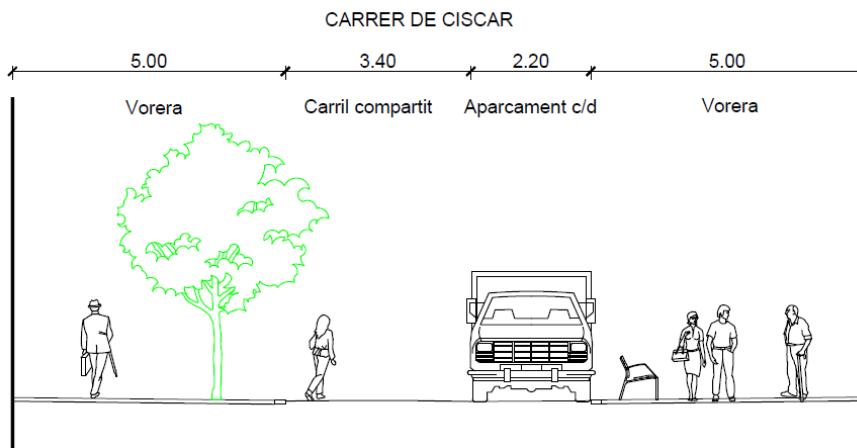 CARRER DE CISCAR
5.00 3.40 2.20 5.00
Vorera Carril compartit Aparcament c/d Vorera